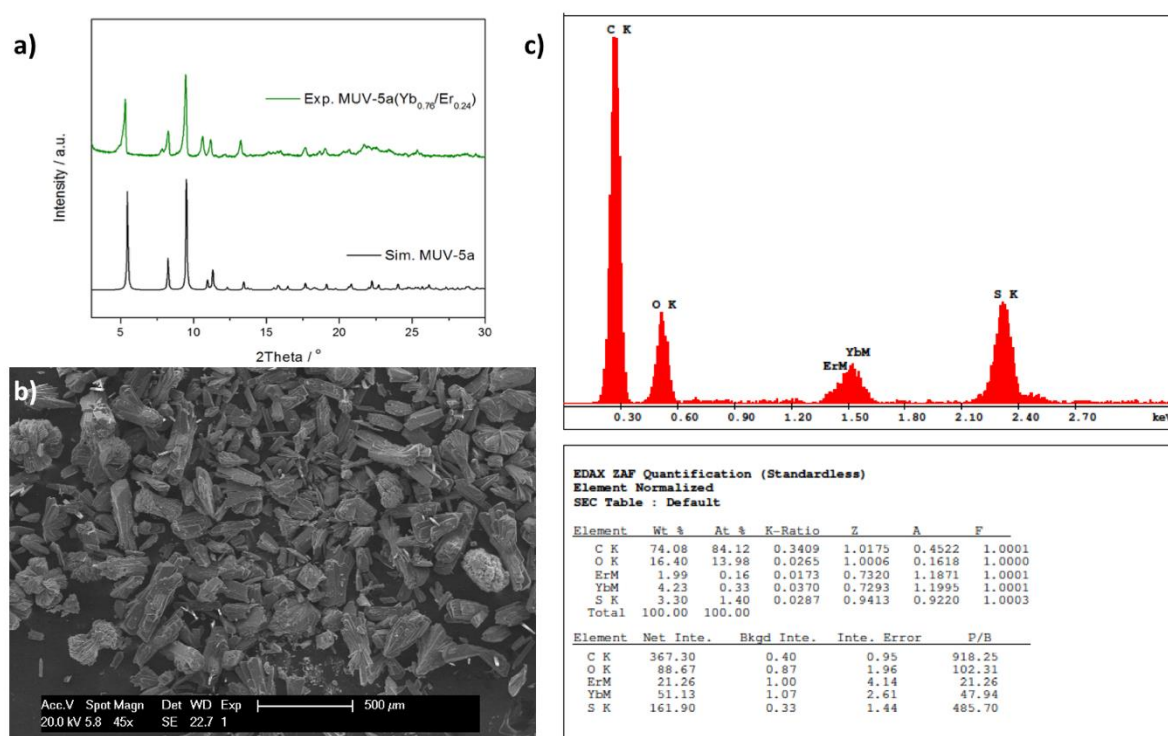 a)
Intensity / a.u.
Exp. MUV-5a(Yb0.76/Er0.24)
Sim. MUV-5a
5 10 15 20 25 30
2Theta / °
b)
Acc.V Spot Magn Det WD Exp
20.0 kV 5.8 45x SE 22.7 1 500 µm
c)
C K
O K
ErM
YbM
S K
0.30 0.60 0.90 1.20 1.50 1.80 2.10 2.40 2.70 keV
EDAX ZAF Quantification (Standardless)
Element Normalized
SEC Table : Default
Element Wt % At % K-Ratio Z A F
C K 74.08 84.12 0.3409 1.0175 0.4522 1.0001
O K 16.40 13.98 0.0265 1.0006 0.1618 1.0000
ErM 1.99 0.16 0.0173 0.7320 1.1871 1.0001
YbM 4.23 0.33 0.0370 0.7293 1.1995 1.0001
S K 3.30 1.40 0.0287 0.9413 0.9220 1.0003
Total 100.00 100.00
Element Net Inte. Bkgd Inte. Inte. Error P/B
C K 367.30 0.40 0.95 918.25
O K 88.67 0.87 1.96 102.31
ErM 21.26 1.00 4.14 21.26
YbM 51.13 1.07 2.61 47.94
S K 161.90 0.33 1.44 485.70